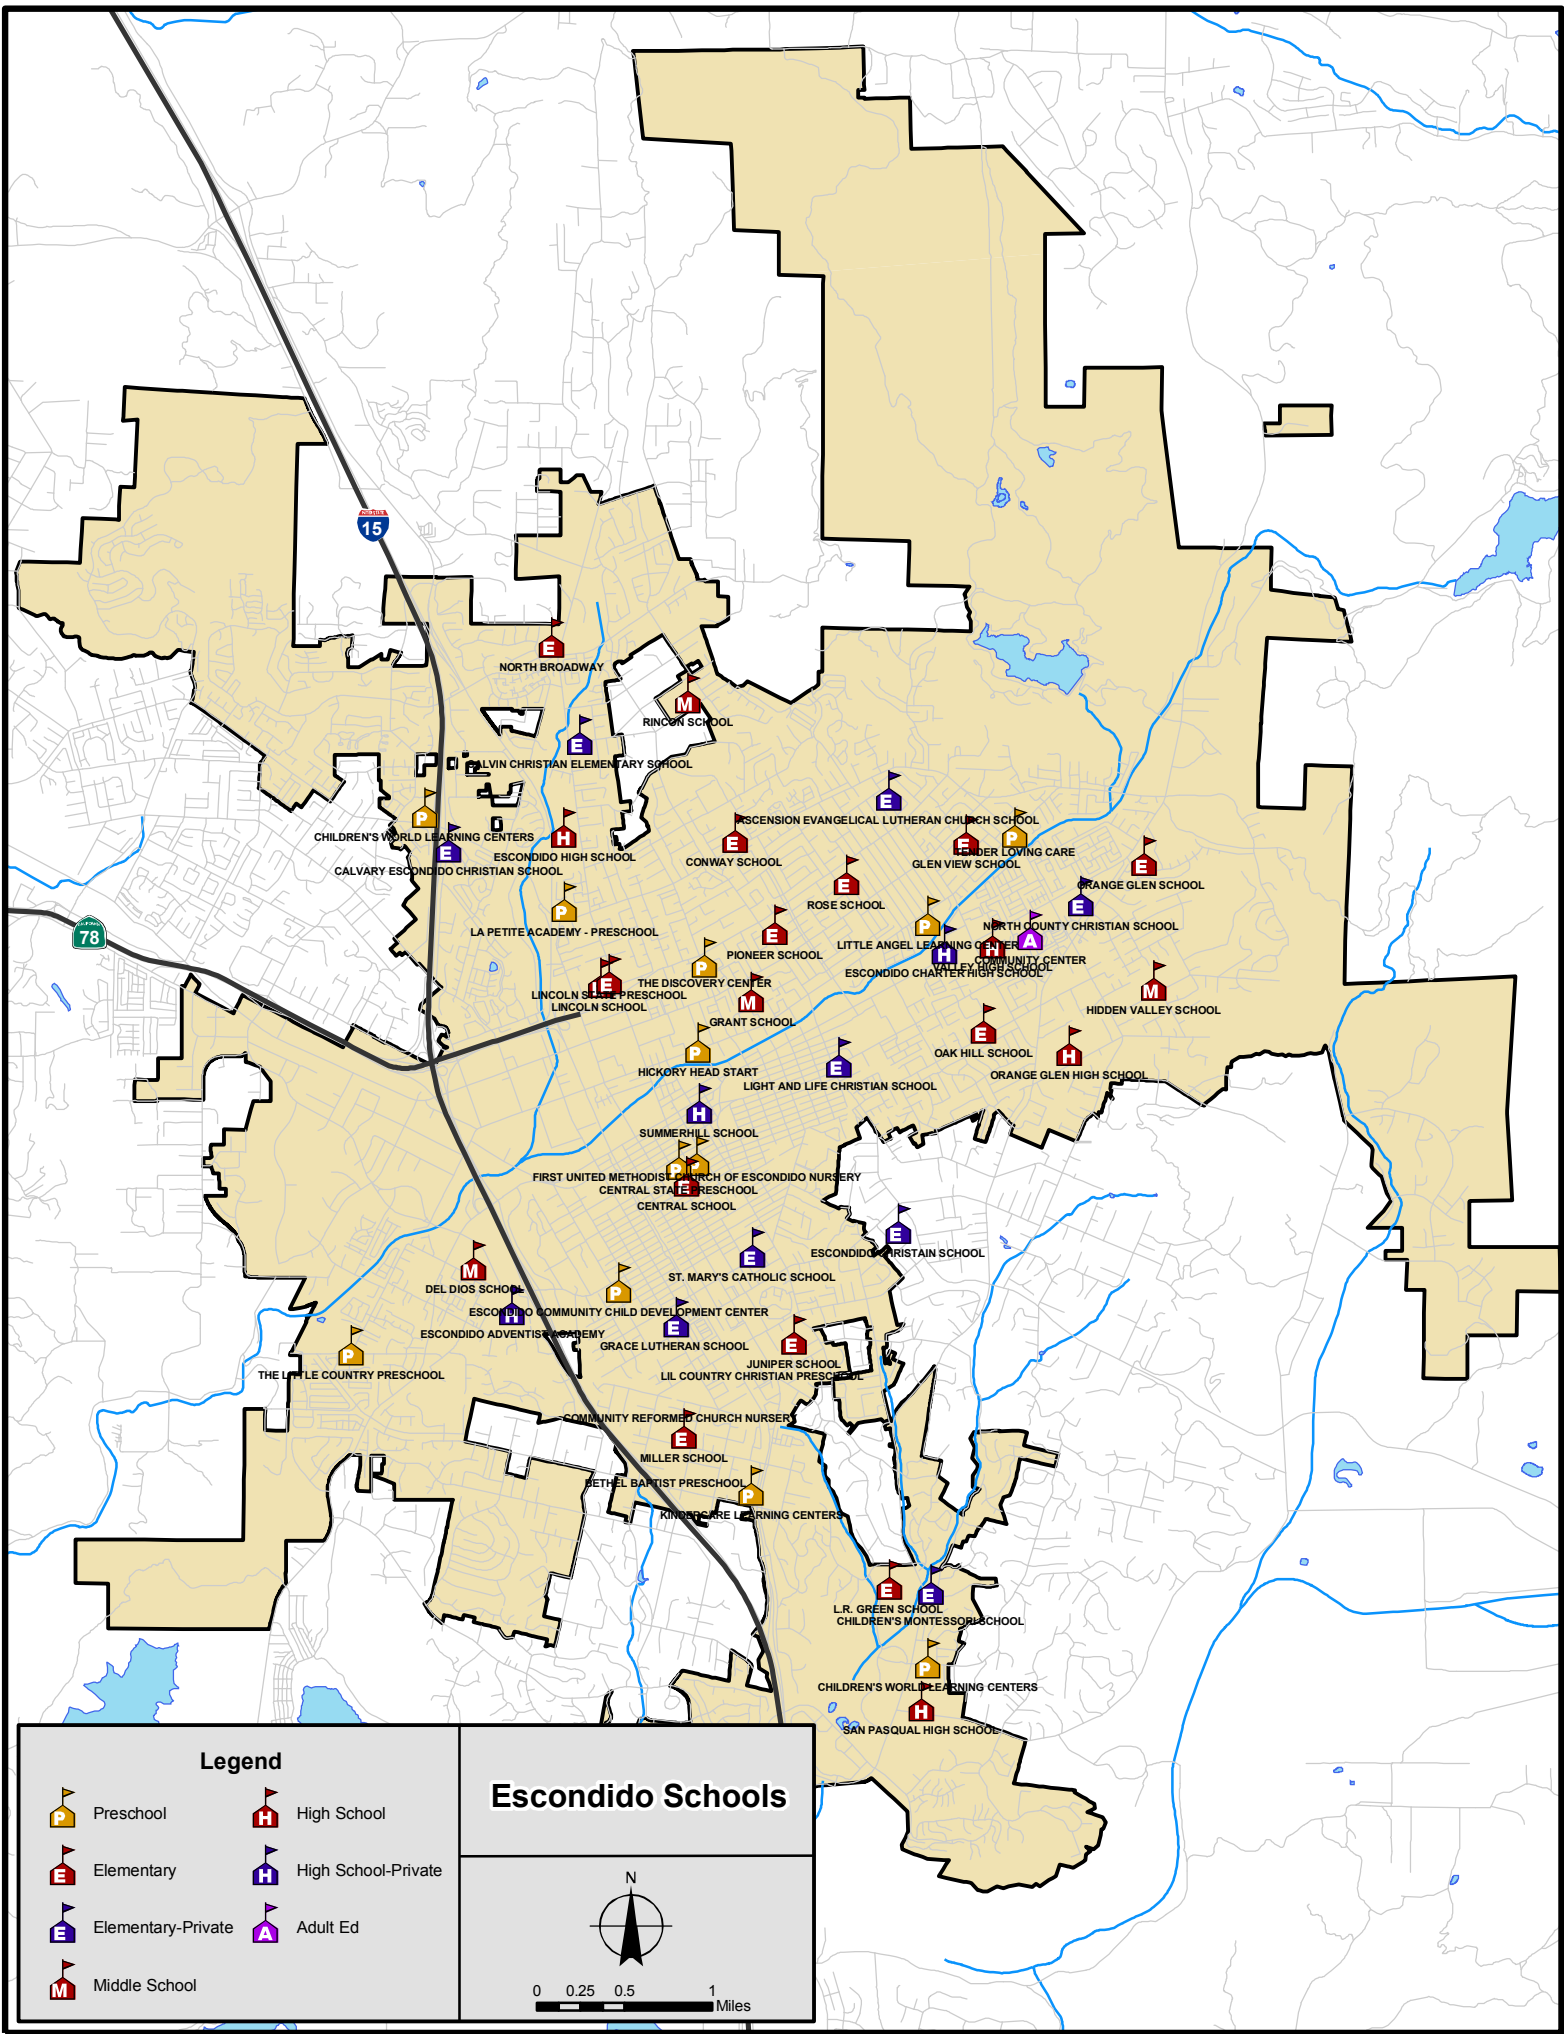 15
NORTH BROADWAY
M
RINCON SCHOOL
E
CALVIN CHRISTIAN ELEMENTARY SCHOOL
P
CHILDREN'S WORLD LEARNING CENTERS
E
CALVARY ESCONDIDO CHRISTIAN SCHOOL
H
ESCONDIDO HIGH SCHOOL
E
CONWAY SCHOOL
E
ASCENSION EVANGELICAL LUTHERAN CHURCH SCHOOL
E
P
TENDER LOVING CARE
GLEN VIEW SCHOOL
E
ORANGE GLEN SCHOOL
E
ROSE SCHOOL
P
LA PETITE ACADEMY - PRESCHOOL
78
E
PIONEER SCHOOL
P
LITTLE ANGEL LEARNING CENTER
E
NORTH COUNTY CHRISTIAN SCHOOL
H
H
A
COMMUNITY CENTER
VALLEY HIGH SCHOOL
ESCONDIDO CHARTER HIGH SCHOOL
P
THE DISCOVERY CENTER
E
LINCOLN STATE PRESCHOOL
LINCOLN SCHOOL
M
GRANT SCHOOL
M
HIDDEN VALLEY SCHOOL
E
OAK HILL SCHOOL
H
ORANGE GLEN HIGH SCHOOL
P
HICKORY HEAD START
E
LIGHT AND LIFE CHRISTIAN SCHOOL
H
SUMMERHILL SCHOOL
P
P
FIRST UNITED METHODIST CHURCH OF ESCONDIDO NURSERY
CENTRAL STATE PRESCHOOL
E
CENTRAL SCHOOL
E
ESCONDIDO CHRISTAIN SCHOOL
E
ST. MARY'S CATHOLIC SCHOOL
M
DEL DIOS SCHOOL
P
ESCONDIDO COMMUNITY CHILD DEVELOPMENT CENTER
H
ESCONDIDO ADVENTIST ACADEMY
E
GRACE LUTHERAN SCHOOL
E
JUNIPER SCHOOL
LIL COUNTRY CHRISTIAN PRESCHOOL
P
THE LITTLE COUNTRY PRESCHOOL
COMMUNITY REFORMED CHURCH NURSERY
E
MILLER SCHOOL
BETHEL BAPTIST PRESCHOOL
P
KINDERCARE LEARNING CENTERS
E
L.R. GREEN SCHOOL
E
CHILDREN'S MONTESSORI SCHOOL
P
CHILDREN'S WORLD LEARNING CENTERS
H
SAN PASQUAL HIGH SCHOOL
Legend
P Preschool
H High School
E Elementary
H High School-Private
E Elementary-Private
A Adult Ed
M Middle School
Escondido Schools
N
0 0.25 0.5 1
Miles